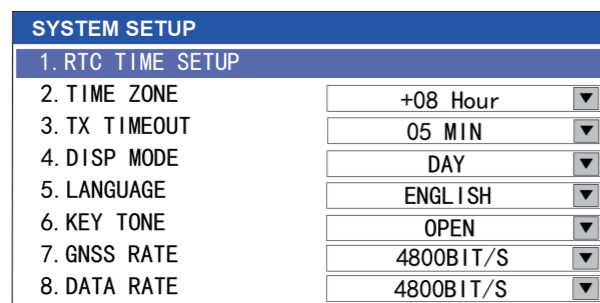 SYSTEM SETUP
1. RTC TIME SETUP
2. TIME ZONE +08 Hour
3. TX TIMEOUT 05 MIN
4. DISP MODE DAY
5. LANGUAGE ENGLISH
6. KEY TONE OPEN
7. GNSS RATE 4800BIT/S
8. DATA RATE 4800BIT/S